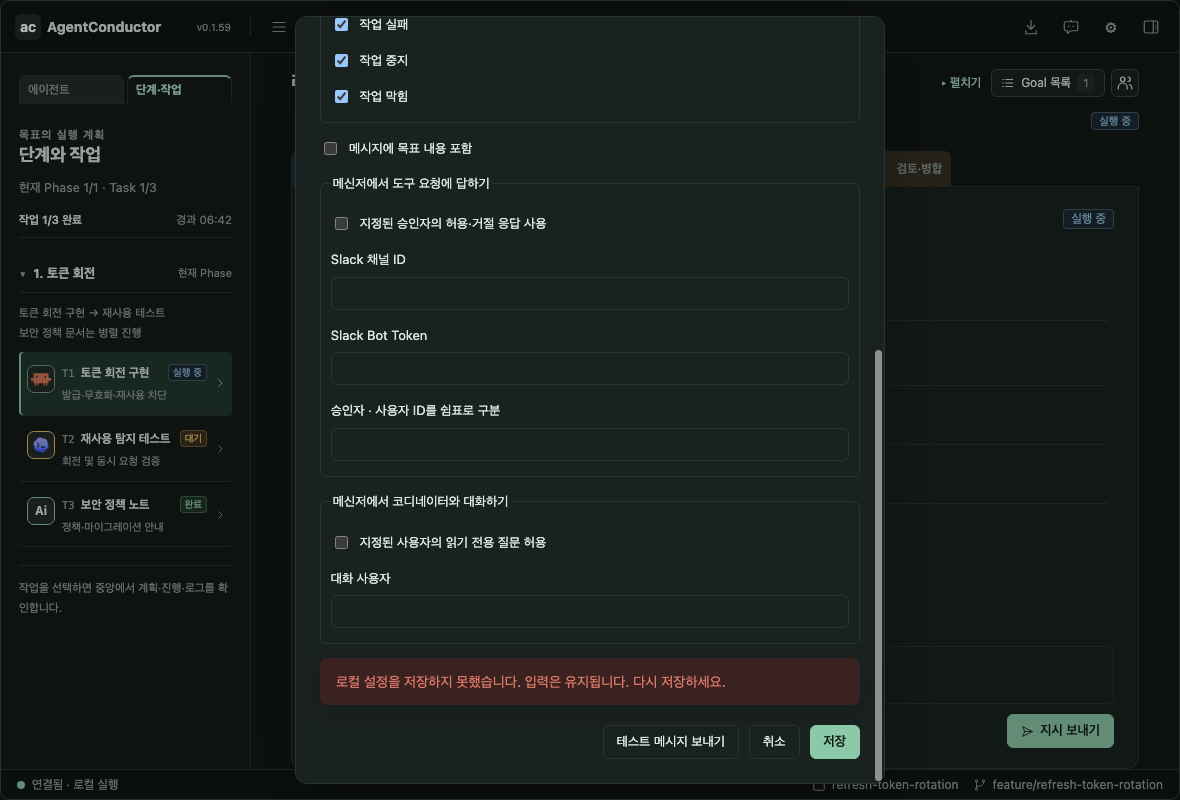 ac AgentConductor v0.1.59
에이전트 단계·작업
목표의 실행 계획
단계와 작업
현재 Phase 1/1 · Task 1/3
작업 1/3 완료 경과 06:42
▾ 1. 토큰 회전 현재 Phase
토큰 회전 구현 → 재사용 테스트
보안 정책 문서는 병렬 진행
T1 토큰 회전 구현 실행 중
발급·무효화·재사용 차단
T2 재사용 탐지 테스트 대기
회전 및 동시 요청 검증
Ai T3 보안 정책 노트 완료
정책·마이그레이션 안내
작업을 선택하면 중앙에서 계획·진행·로그를 확
인합니다.
작업 실패
작업 중지
작업 막힘
메시지에 목표 내용 포함
메신저에서 도구 요청에 답하기
지정된 승인자의 허용·거절 응답 사용
Slack 채널 ID
Slack Bot Token
승인자 · 사용자 ID를 쉼표로 구분
메신저에서 코디네이터와 대화하기
지정된 사용자의 읽기 전용 질문 허용
대화 사용자
로컬 설정을 저장하지 못했습니다. 입력은 유지됩니다. 다시 저장하세요.
테스트 메시지 보내기 취소 저장
▸ 펼치기 Goal 목록 1
실행 중
검토·병합
실행 중
지시 보내기
연결됨 · 로컬 실행
refresh-token-rotation feature/refresh-token-rotation